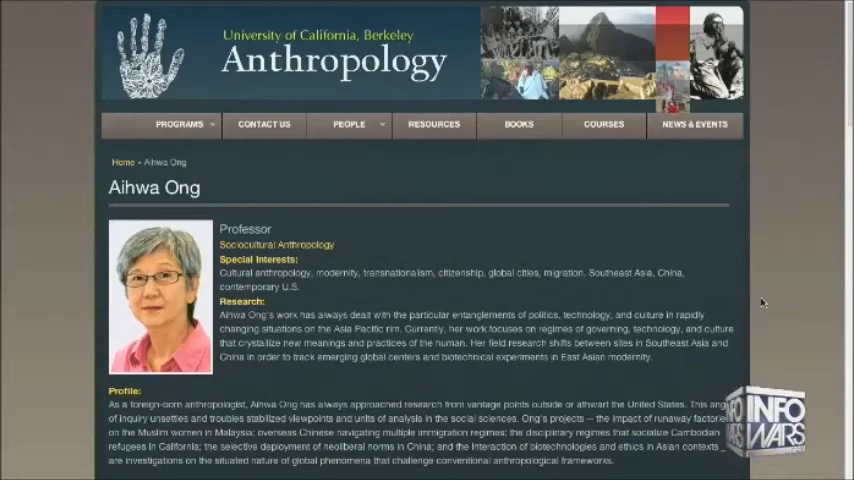 University of California, Berkeley
Anthropology
PROGRAMS CONTACT US PEOPLE RESOURCES BOOKS COURSES NEWS & EVENTS
Home » Aihwa Ong
Aihwa Ong
Professor
Sociocultural Anthropology
Special Interests:
Cultural anthropology, modernity, transnationalism, citizenship, global cities, migration. Southeast Asia, China,
contemporary U.S.
Research:
Aihwa Ong's work has always dealt with the particular entanglements of politics, technology, and culture in rapidly
changing situations on the Asia Pacific rim. Currently, her work focuses on regimes of governing, technology, and culture
that crystallize new meanings and practices of the human. Her field research shifts between sites in Southeast Asia and
China in order to track emerging global centers and biotechnical experiments in East Asian modernity.
Profile:
As a foreign-born anthropologist, Aihwa Ong has always approached research from vantage points outside or athwart the United States. This ang
of inquiry unsettles and troubles stabilized viewpoints and units of analysis in the social sciences. Ong's projects — the impact of runaway factorie
on the Muslim women in Malaysia; overseas Chinese navigating multiple immigration regimes; the disciplinary regimes that socialize Cambodian
refugees in California; the selective deployment of neoliberal norms in China; and the interaction of biotechnologies and ethics in Asian contexts _
are investigations on the situated nature of global phenomena that challenge conventional anthropological frameworks.
INFO
WARS